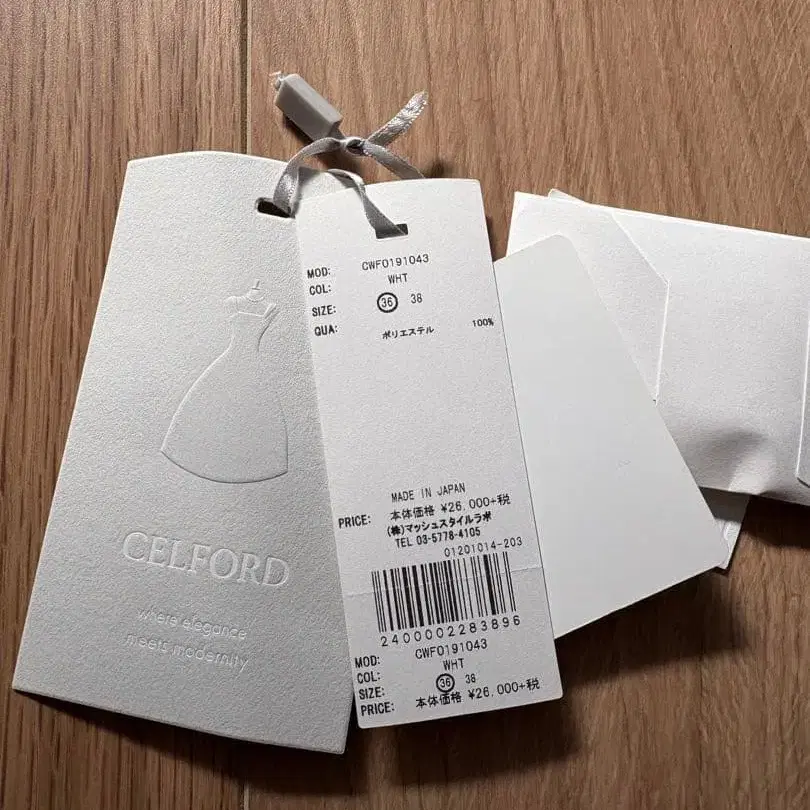 CELFORD
where elegance
meets modernity
MOD: CWFO191043
COL: WHT
SIZE: 36 38
QUA: ポリエステル 100%
MADE IN JAPAN
PRICE: 本体価格 ¥26,000+税
(株)マッシュスタイルラボ
TEL 03-5778-4105
01201014-203
2400002283896
MOD: CWFO191043
COL: WHT
SIZE: 36 38
PRICE: 本体価格 ¥26,000+税